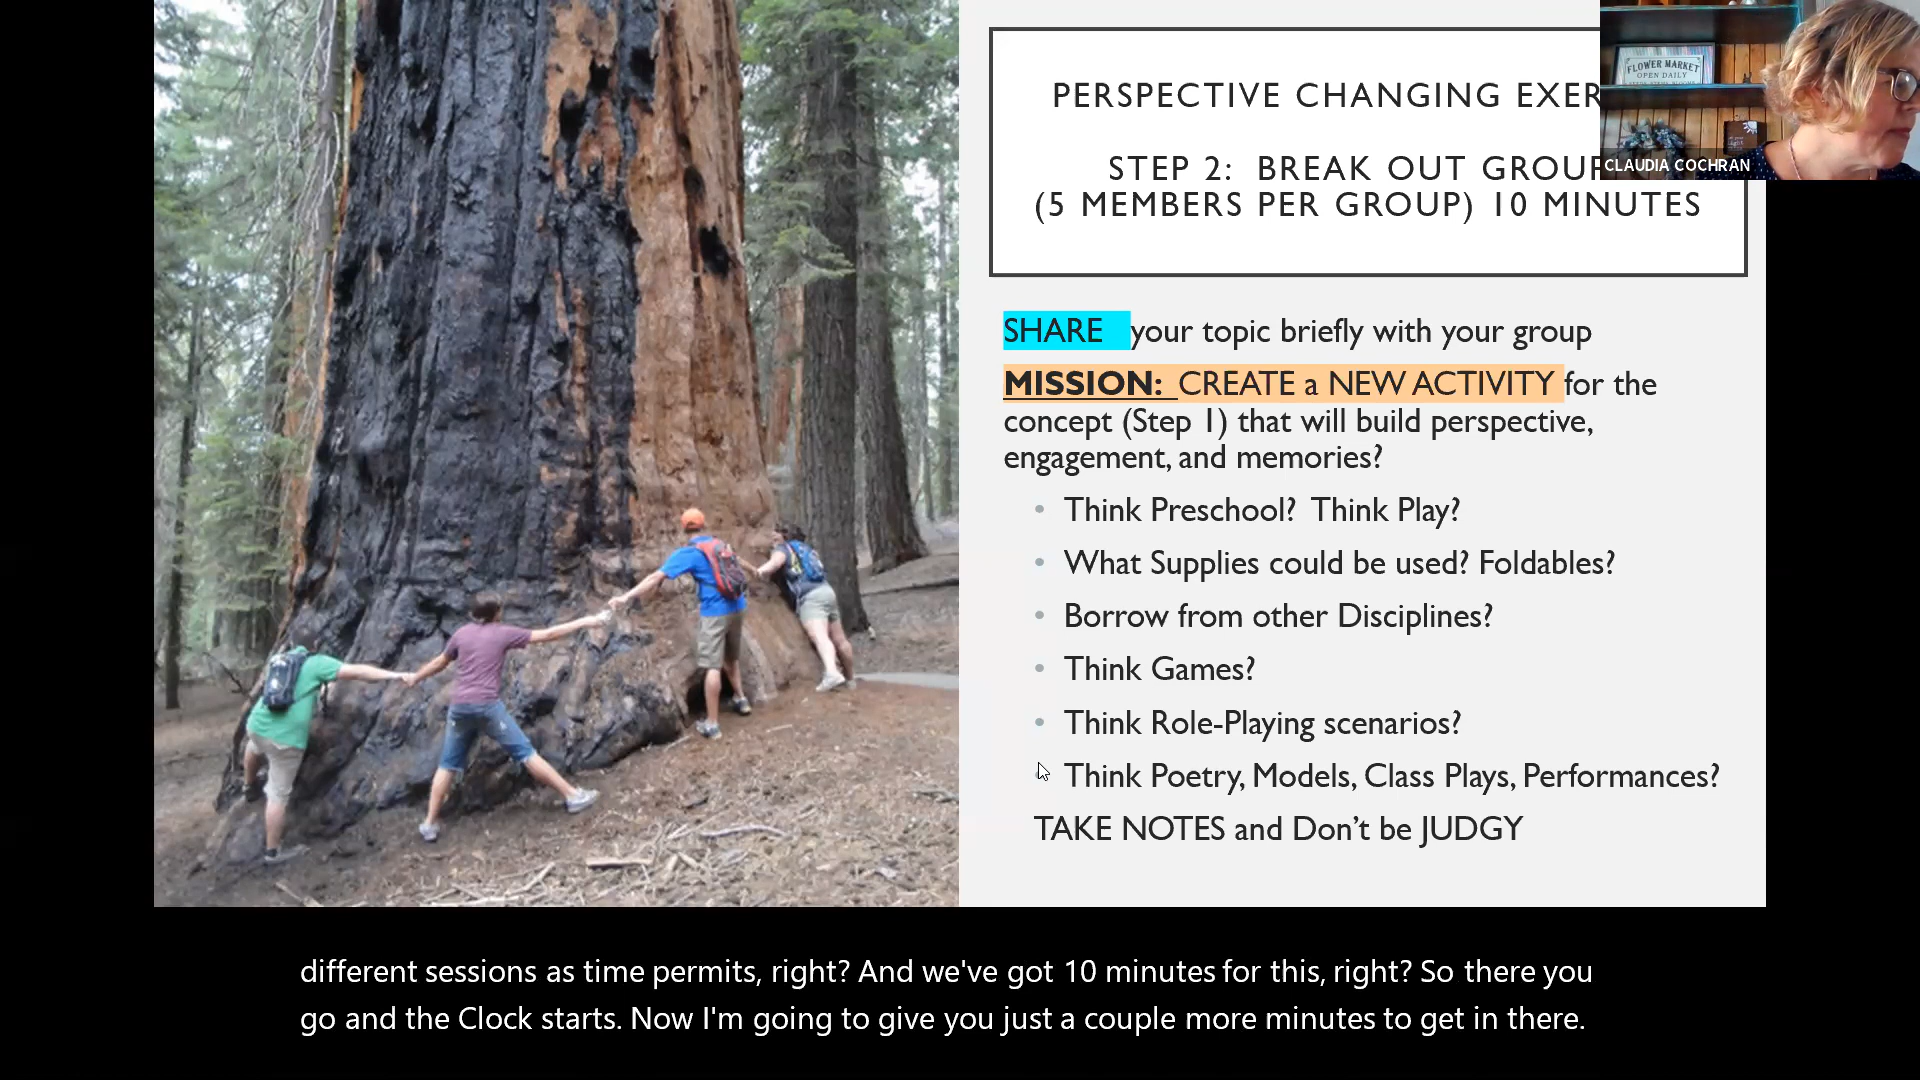 PERSPECTIVE CHANGING EXER
STEP 2: BREAK OUT GROUP
(5 MEMBERS PER GROUP) 10 MINUTES
FLOWER MARKET
OPEN DAILY
CLAUDIA COCHRAN
SHARE your topic briefly with your group
MISSION: CREATE a NEW ACTIVITY for the
concept (Step 1) that will build perspective,
engagement, and memories?
• Think Preschool? Think Play?
• What Supplies could be used? Foldables?
• Borrow from other Disciplines?
• Think Games?
• Think Role-Playing scenarios?
• Think Poetry, Models, Class Plays, Performances?
TAKE NOTES and Don't be JUDGY
different sessions as time permits, right? And we've got 10 minutes for this, right? So there you
go and the Clock starts. Now I'm going to give you just a couple more minutes to get in there.